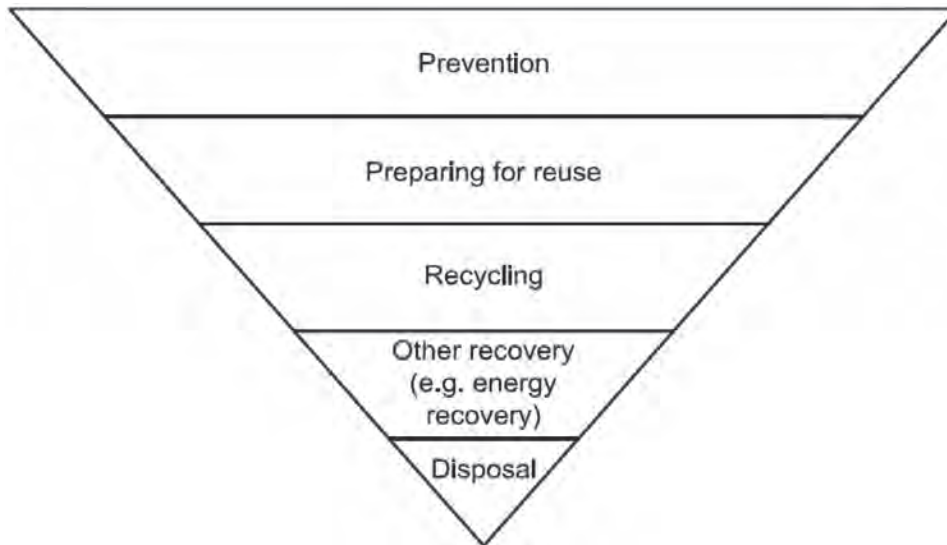 Prevention
Preparing for reuse
Recycling
Other recovery
(e.g. energy
recovery)
Disposal